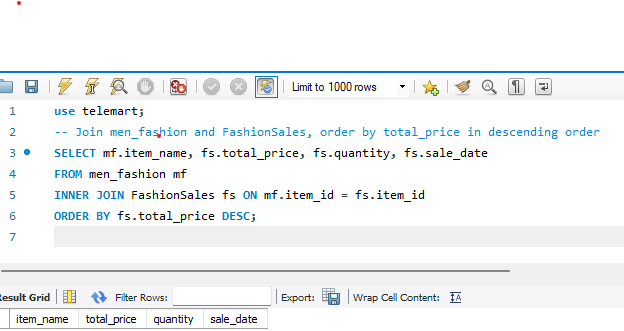 Limit to 1000 rows
1 use telemart;
2 -- Join men_fashion and FashionSales, order by total_price in descending order
3 SELECT mf.item_name, fs.total_price, fs.quantity, fs.sale_date
4 FROM men_fashion mf
5 INNER JOIN FashionSales fs ON mf.item_id = fs.item_id
6 ORDER BY fs.total_price DESC;
7
Result Grid Filter Rows: Export: Wrap Cell Content:
item_name total_price quantity sale_date